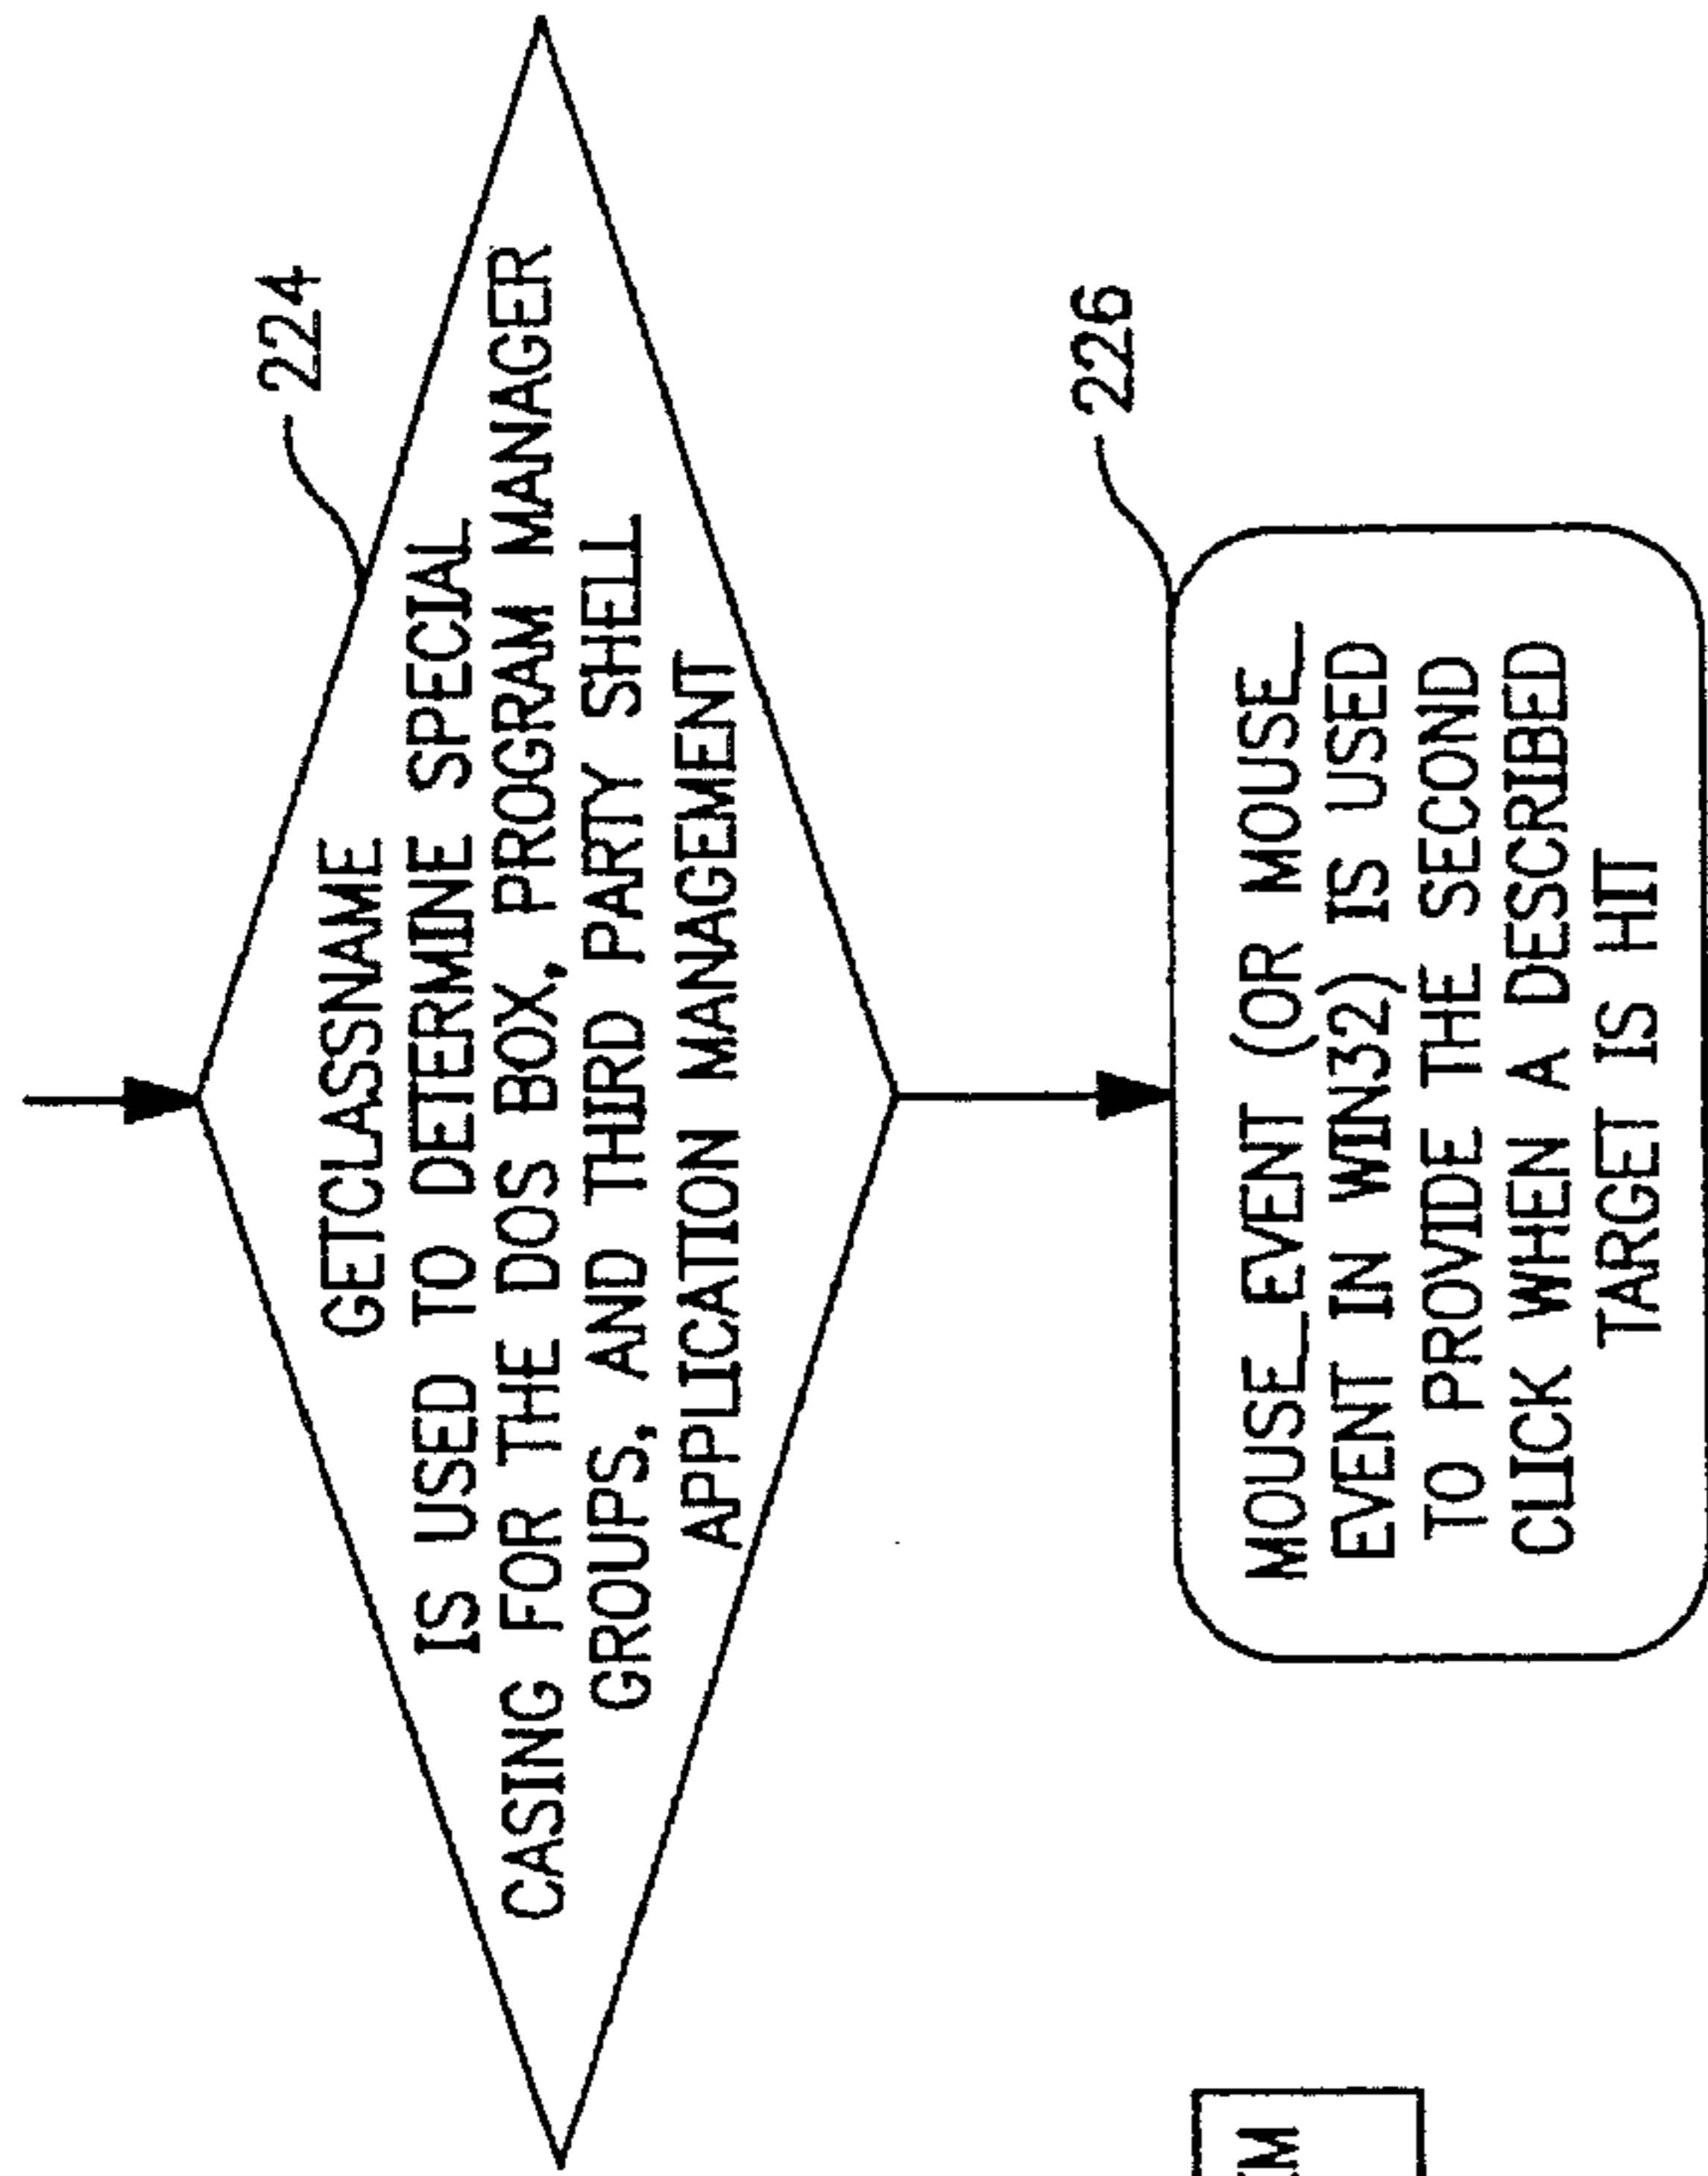 224
GETCLASSNAME
IS USED TO DETERMINE SPECIAL
CASING FOR THE DOS BOX, PROGRAM MANAGER
GROUPS, AND THIRD PARTY SHELL
APPLICATION MANAGEMENT
226
MOUSE_EVENT (OR MOUSE_
EVENT IN WIN32) IS USED
TO PROVIDE THE SECOND
CLICK WHEN A DESCRIBED
TARGET IS HIT